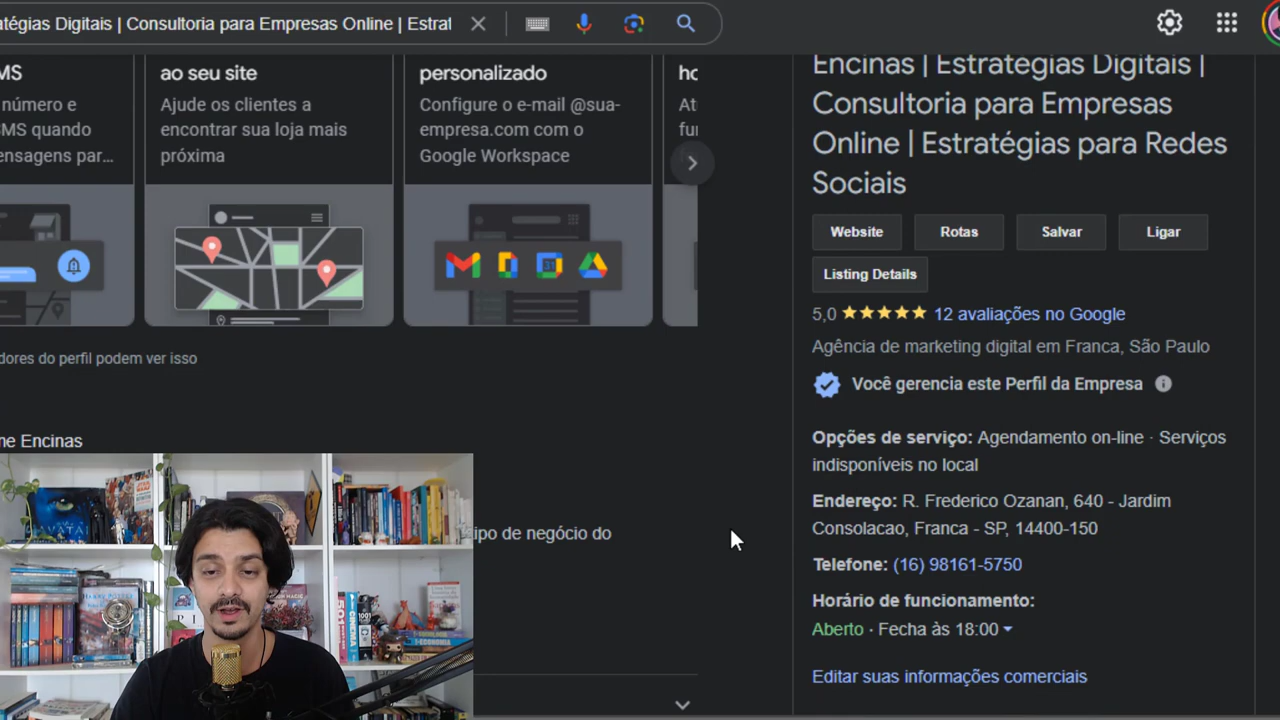 atégias Digitais | Consultoria para Empresas Online | Estrat
MS
número e
SMS quando
ensagens par...
ao seu site
Ajude os clientes a
encontrar sua loja mais
próxima
personalizado
Configure o e-mail @sua-
empresa.com com o
Google Workspace
dores do perfil podem ver isso
ne Encinas
ipo de negócio do
Encinas | Estratégias Digitais |
Consultoria para Empresas
Online | Estratégias para Redes
Sociais
Website
Rotas
Salvar
Ligar
Listing Details
5,0
12 avaliações no Google
Agência de marketing digital em Franca, São Paulo
Você gerencia este Perfil da Empresa
Opções de serviço: Agendamento on-line · Serviços
indisponíveis no local
Endereço: R. Frederico Ozanan, 640 - Jardim
Consolacao, Franca - SP, 14400-150
Telefone: (16) 98161-5750
Horário de funcionamento:
Aberto · Fecha às 18:00
Editar suas informações comerciais
AVATAR